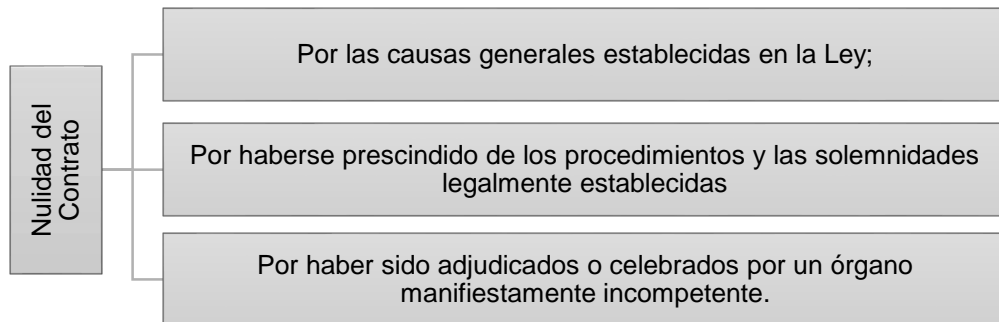 Nulidad del
Contrato
Por las causas generales establecidas en la Ley;
Por haberse prescindido de los procedimientos y las solemnidades
legalmente establecidas
Por haber sido adjudicados o celebrados por un órgano
manifiestamente incompetente.